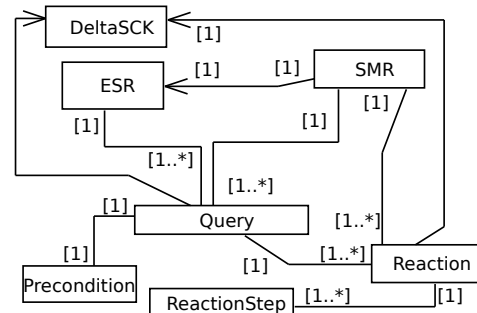 DeltaSCK
[1]
ESR
[1]
[1]
SMR
[1]
[1]
[1]
[1..*]
[1..*]
[1]
Query
[1..*]
[1]
Precondition
[1]
[1..*]
Reaction
ReactionStep
[1..*]
[1]